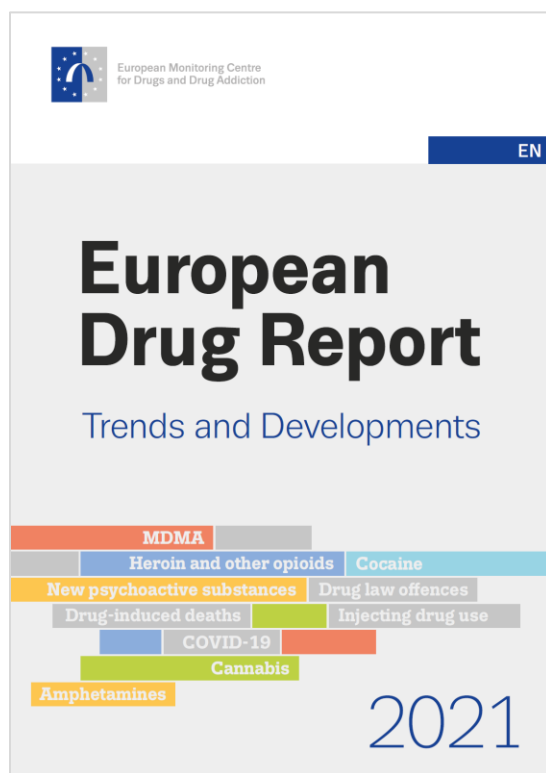 European Monitoring Centre
for Drugs and Drug Addiction
EN
European
Drug Report
Trends and Developments
MDMA
Heroin and other opioids Cocaine
New psychoactive substances Drug law offences
Drug-induced deaths Injecting drug use
COVID-19
Cannabis
Amphetamines
2021